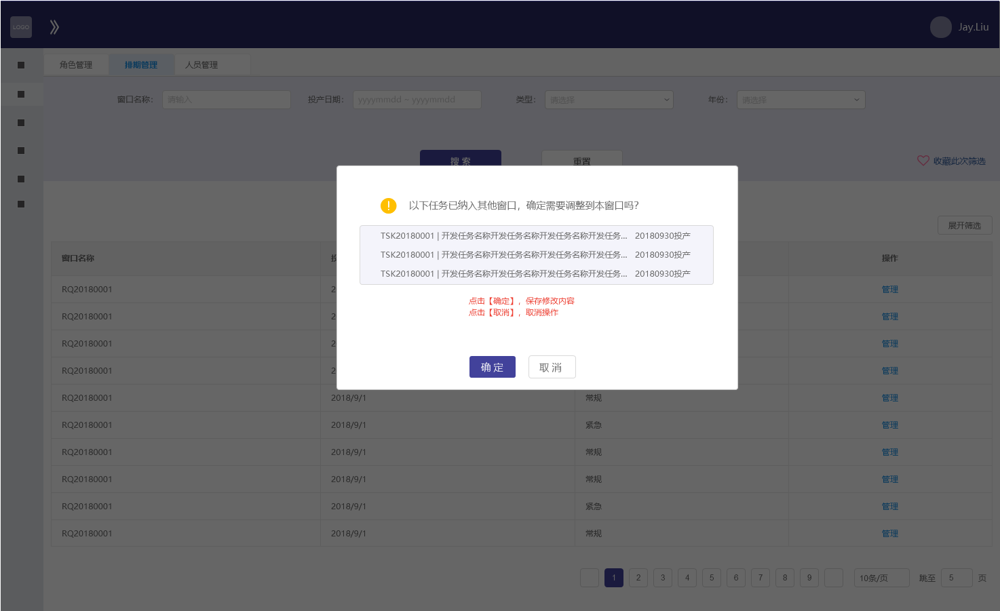 LOGO
Jay.Liu
角色管理 排期管理 人员管理
窗口名称： 请输入 投产日期： yyyymmdd ~ yyyymmdd 类型： 请选择 年份： 请选择
搜 索 重置 收藏此次筛选
以下任务已纳入其他窗口，确定需要调整到本窗口吗？
展开筛选
TSK20180001 | 开发任务名称开发任务名称开发任务名称开发任务... 20180930投产
TSK20180001 | 开发任务名称开发任务名称开发任务名称开发任务... 20180930投产
TSK20180001 | 开发任务名称开发任务名称开发任务名称开发任务... 20180930投产
点击【确定】，保存修改内容
点击【取消】，取消操作
确 定 取 消
窗口名称 操作
RQ20180001 2 管理
RQ20180001 2 管理
RQ20180001 2 管理
RQ20180001 2 管理
RQ20180001 2018/9/1 常规 管理
RQ20180001 2018/9/1 紧急 管理
RQ20180001 2018/9/1 常规 管理
RQ20180001 2018/9/1 常规 管理
RQ20180001 2018/9/1 紧急 管理
RQ20180001 2018/9/1 常规 管理
1 2 3 4 5 6 7 8 9 10条/页 跳至 5 页